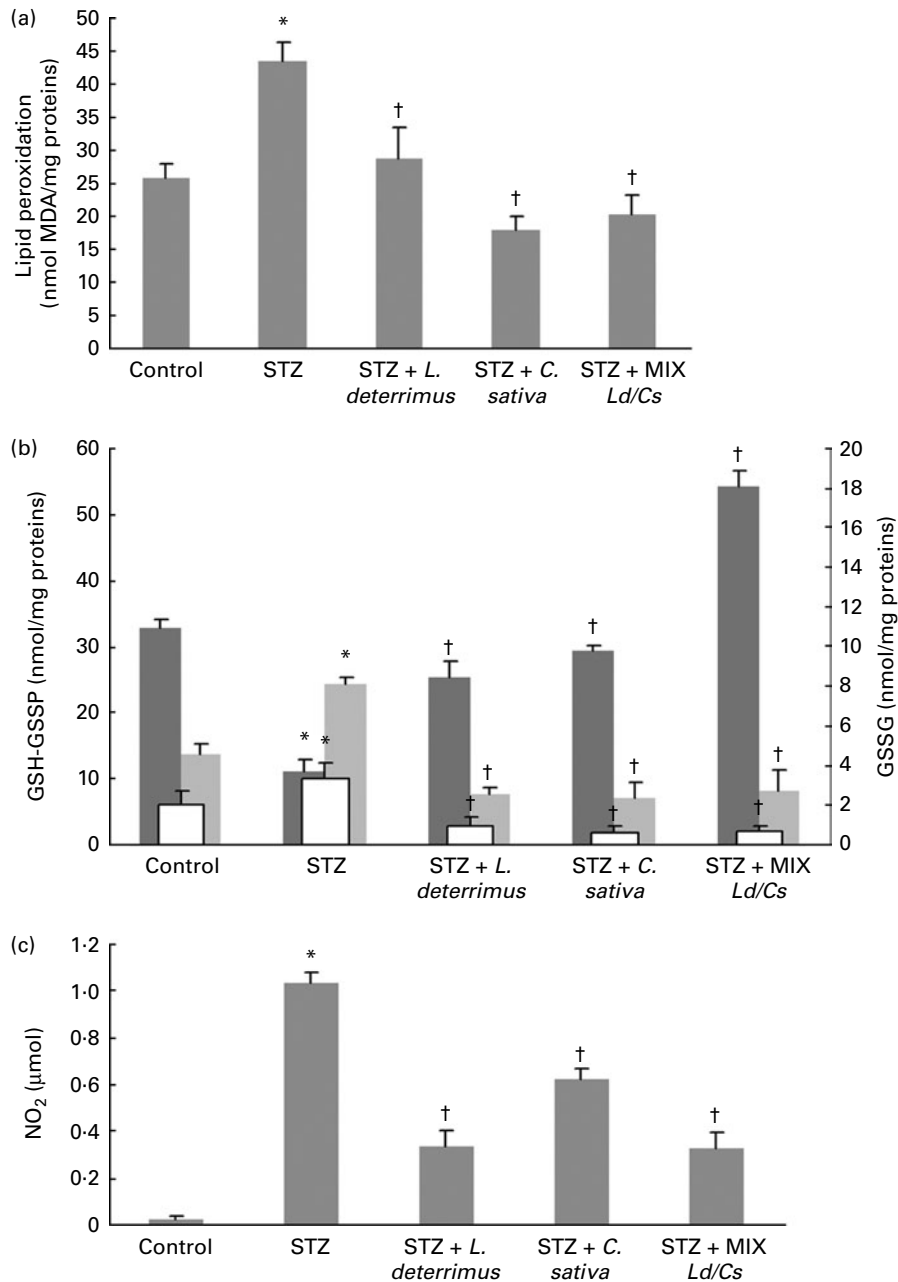 (a)
Lipid peroxidation
(nmol MDA/mg proteins)
50
45
40
35
30
25
20
15
10
5
0
*
†
†
†
Control
STZ
STZ + L.
deterrimus
STZ + C.
sativa
STZ + MIX
Ld/Cs
(b)
GSH-GSSP (nmol/mg proteins)
60
50
40
30
20
10
0
* * *
† † †
† † †
† † †
20
18
16
14
12
10
8
6
4
2
0
GSSG (nmol/mg proteins)
Control
STZ
STZ + L.
deterrimus
STZ + C.
sativa
STZ + MIX
Ld/Cs
(c)
NO2 (μmol)
1·2
1·0
0·8
0·6
0·4
0·2
0
*
†
†
†
Control
STZ
STZ + L.
deterrimus
STZ + C.
sativa
STZ + MIX
Ld/Cs